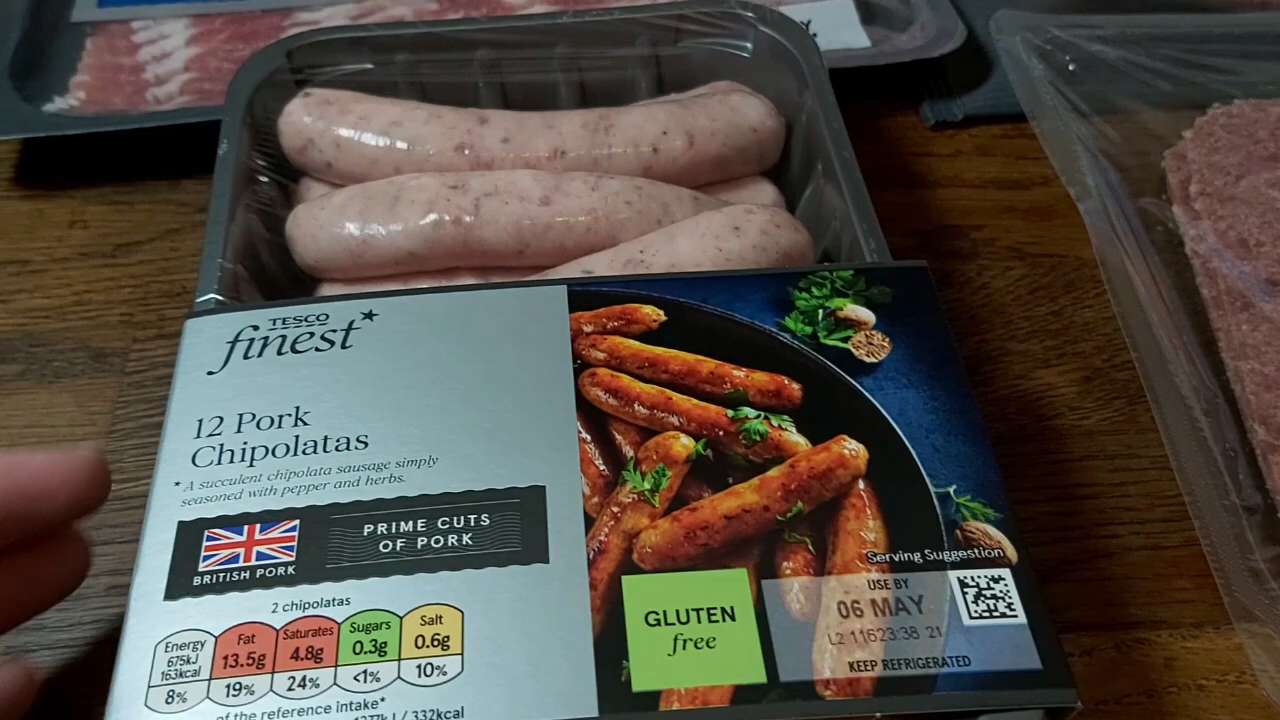 TESCO
finest*
12 Pork
Chipolatas
*A succulent chipolata sausage simply
seasoned with pepper and herbs.
BRITISH PORK
PRIME CUTS
OF PORK
2 chipolatas
Energy
675kJ
163kcal
8%
Fat
13.5g
19%
Saturates
4.8g
24%
Sugars
0.3g
<1%
Salt
0.6g
10%
of the reference intake*
/ 332kcal
Serving Suggestion
GLUTEN
free
USE BY
06 MAY
L2 11623:38 21
KEEP REFRIGERATED